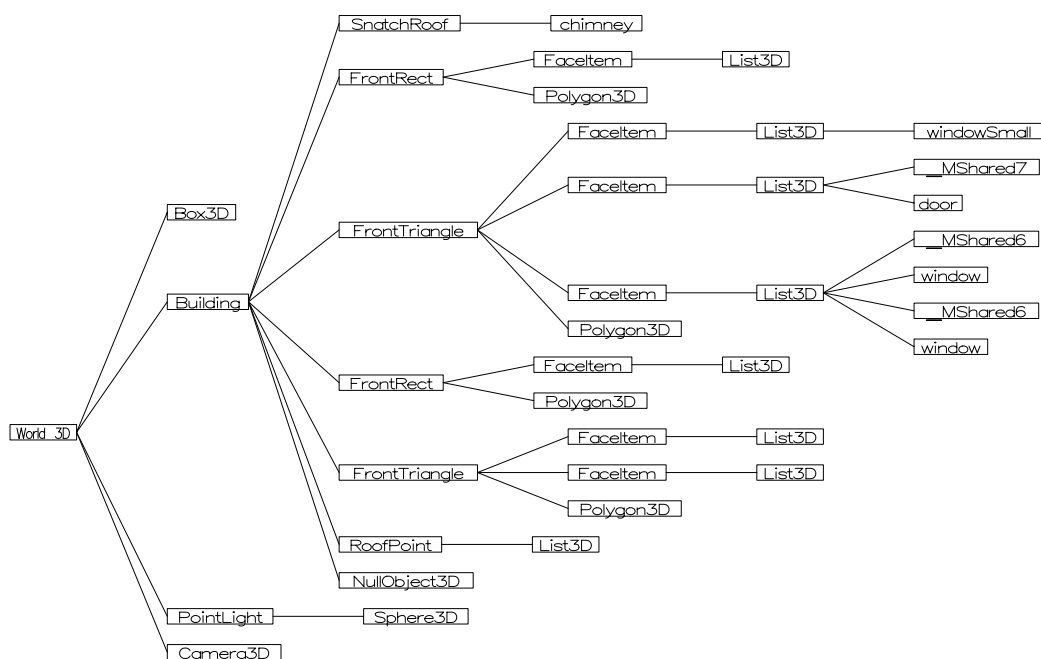 SnatchRoof chimney
FaceItem List3D
FrontRect
Polygon3D
FaceItem List3D windowSmall
__MShared7
FaceItem List3D
door
Box3D
FrontTriangle __MShared6
window
FaceItem List3D
Building
__MShared6
Polygon3D
window
FaceItem List3D
FrontRect
Polygon3D
World 3D
FaceItem List3D
FrontTriangle FaceItem List3D
Polygon3D
RoofPoint List3D
NullObject3D
PointLight Sphere3D
Camera3D